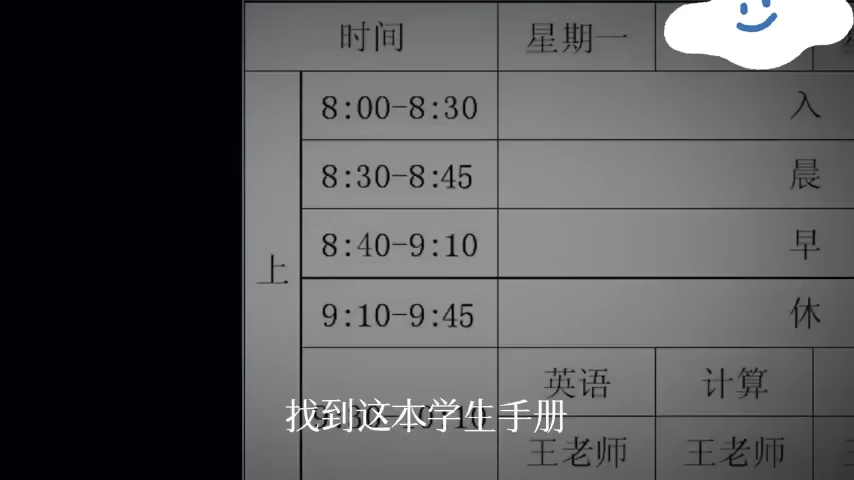 时间 星期一
8:00-8:30 入
8:30-8:45 晨
8:40-9:10 早
上
9:10-9:45 休
英语 计算
找到这本学生手册
王老师 王老师